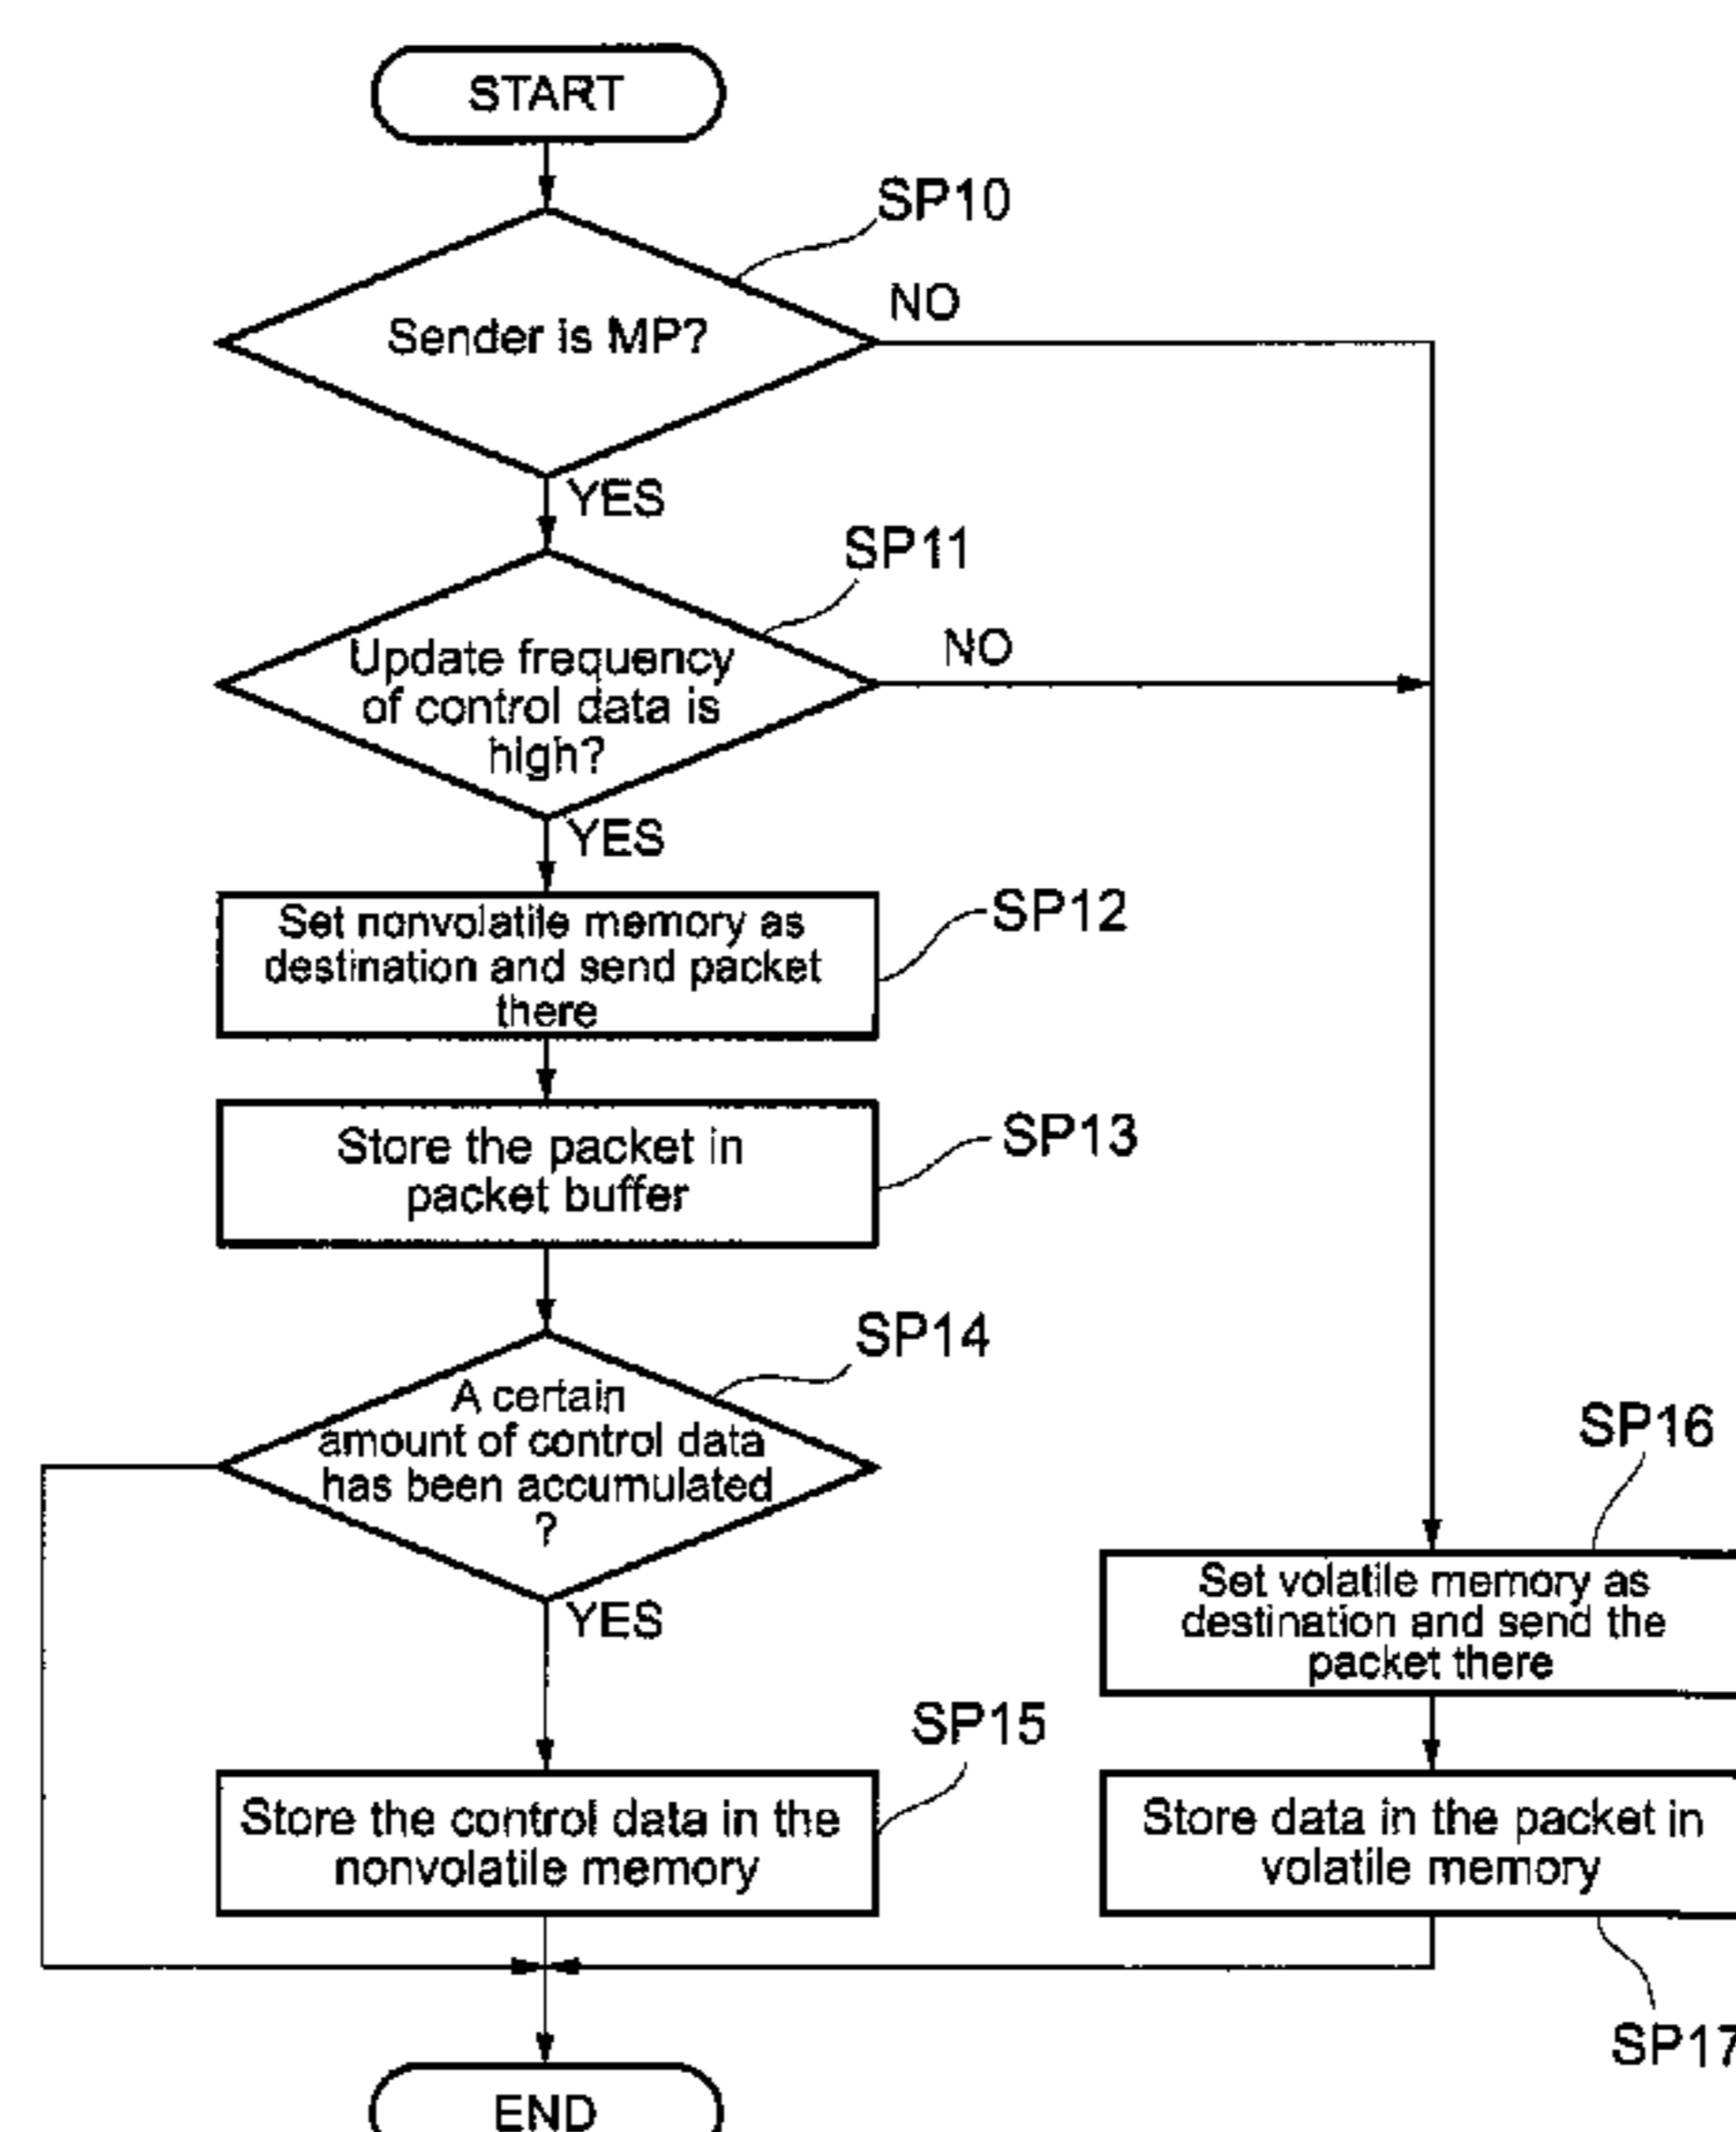 START
SP10
NO
Sender is MP?
YES
SP11
NO
Update frequency
of control data is
high?
YES
SP12
Set nonvolatile memory as
destination and send packet
there
SP13
Store the packet in
packet buffer
SP14
A certain
amount of control data
has been accumulated
?
YES
SP16
Set volatile memory as
destination and send the
packet there
SP15
Store the control data in the
nonvolatile memory
Store data in the packet in
volatile memory
SP17
END